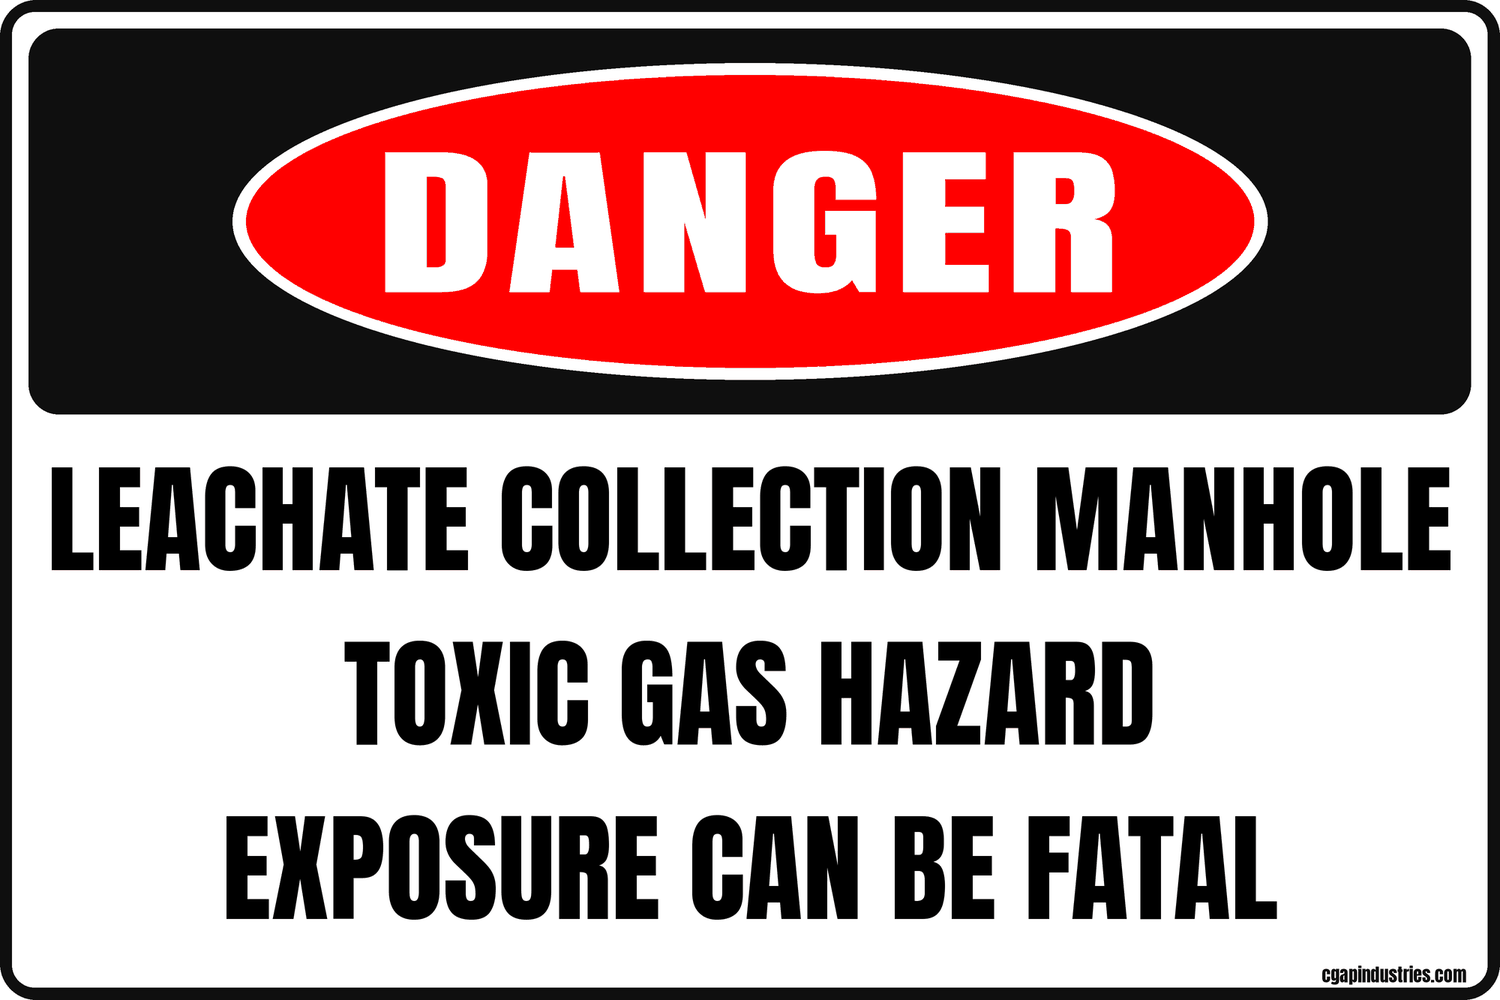 DANGER
LEACHATE COLLECTION MANHOLE
TOXIC GAS HAZARD
EXPOSURE CAN BE FATAL
cgapindustries.com